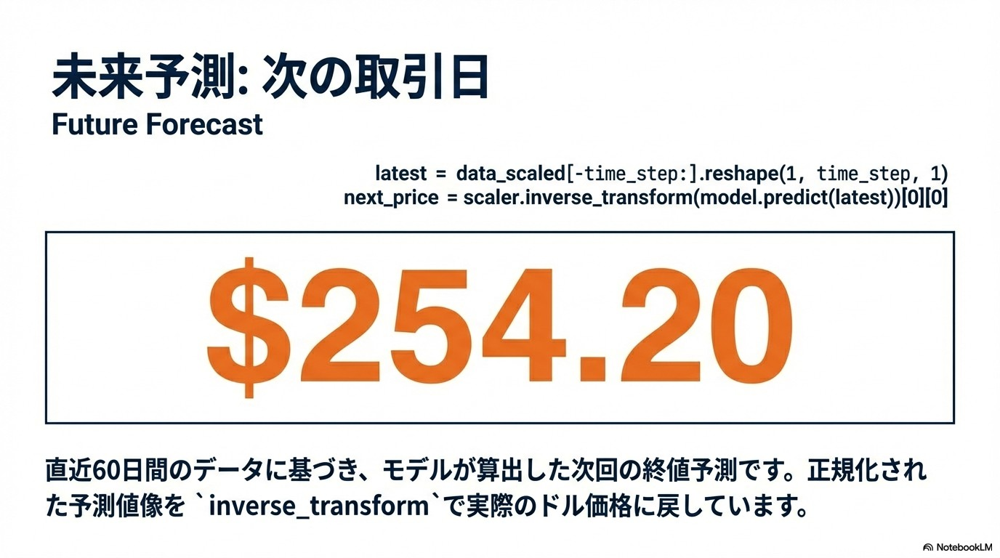 未来予測: 次の取引日
Future Forecast
latest = data_scaled[-time_step:].reshape(1, time_step, 1)
next_price = scaler.inverse_transform(model.predict(latest))[0][0]
$254.20
直近60日間のデータに基づき、モデルが算出した次回の終値予測です。正規化され
た予測値像を `inverse_transform`で実際のドル価格に戻しています。
NotebookLM